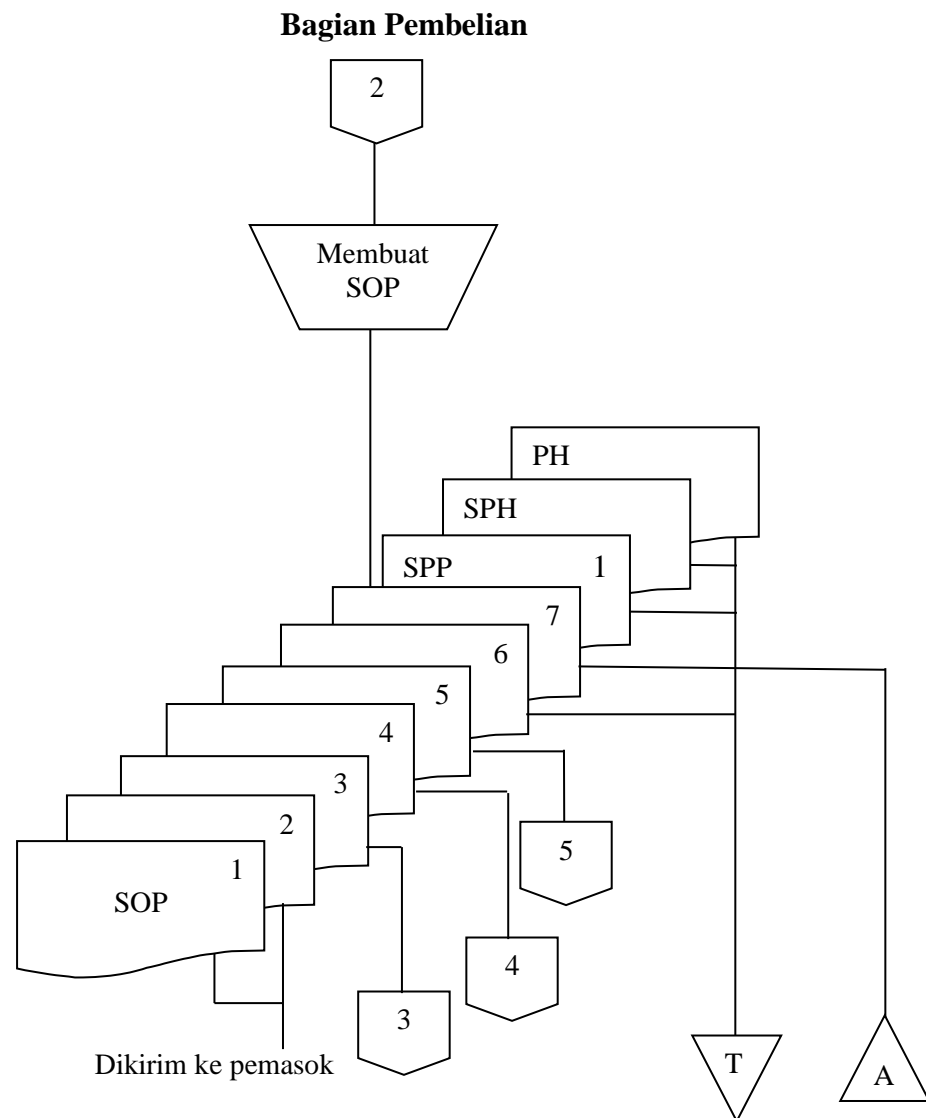 Bagian Pembelian
2
Membuat
SOP
PH
SPH
SPP 1
7
6
5
4
3
2
1
SOP
5
4
3
Dikirim ke pemasok
T
A